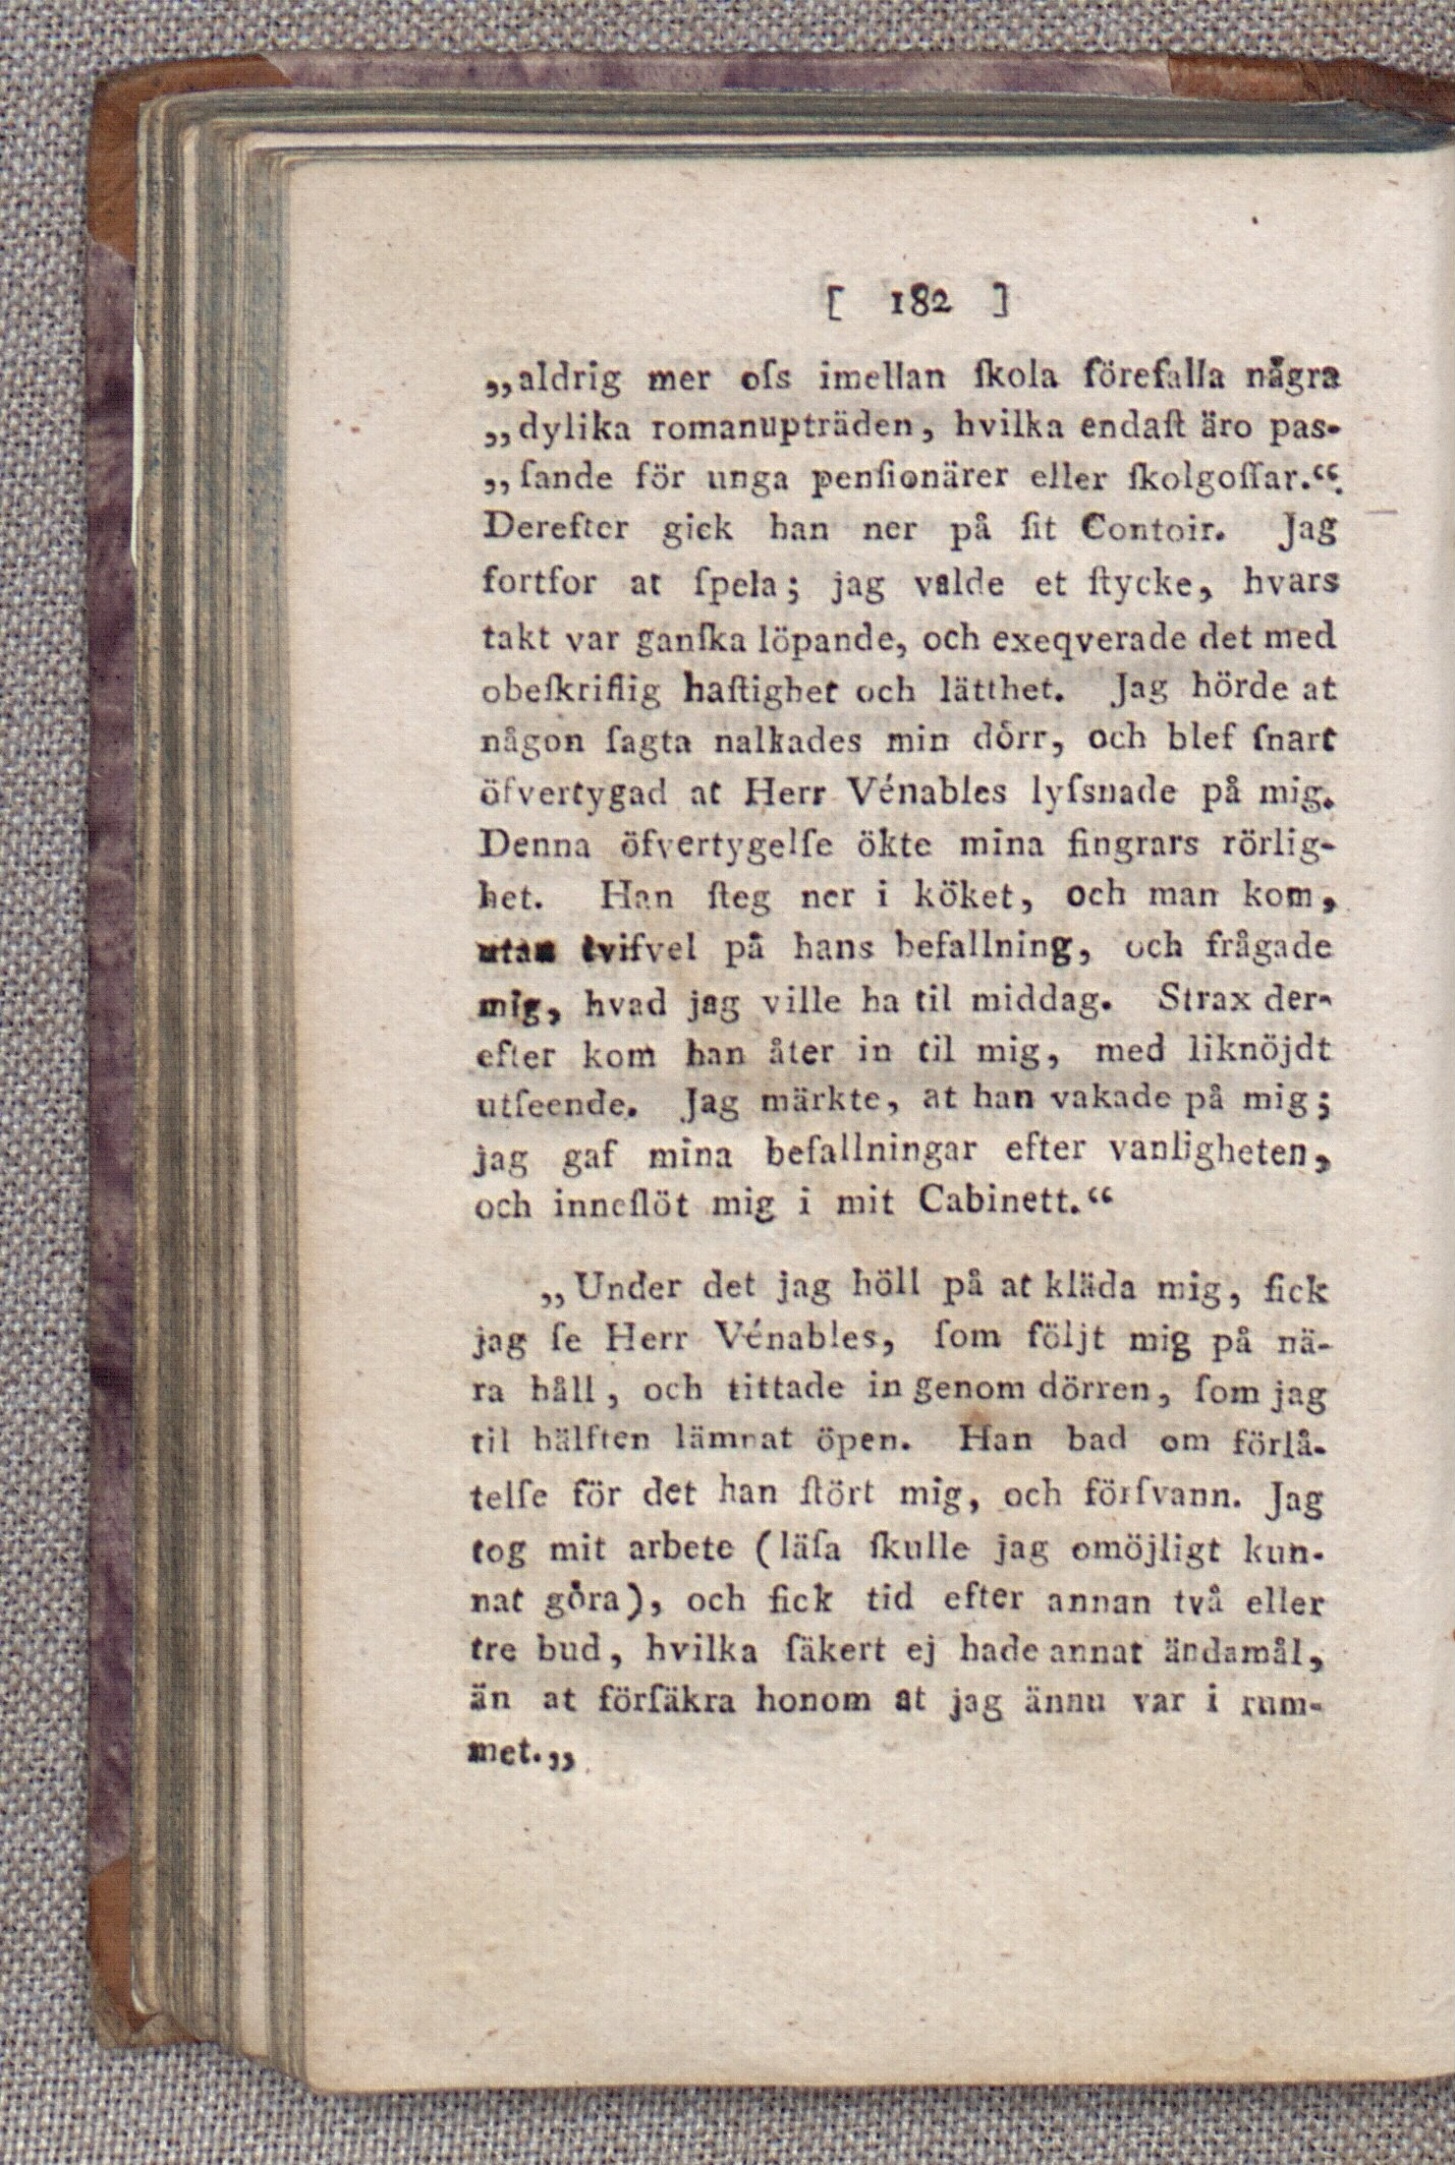 [ 182 ]
„aldrig mer oſs imellan ſkola förefalla några
„dylika romanupträden, hvilka endaſt äro pas-
„ſande för unga penſionärer eller ſkolgoſſar.“
Derefter gick han ner på ſit Contoir. Jag
fortfor at ſpela; jag valde et ſtycke, hvars
takt var ganſka löpande, och exeqverade det med
obeſkriflig haſtighet och lätthet. Jag hörde at
någon ſagta nalkades min dörr, och blef ſnart
öfvertygad at Herr Vénables lyſsnade på mig.
Denna öfvertygelſe ökte mina fingrars rörlig-
het. Han ſteg ner i köket, och man kom,
utan tvifvel på hans befallning, och frågade
mig, hvad jag ville ha til middag. Strax der-
efter kom han åter in til mig, med liknöjdt
utſeende. Jag märkte, at han vakade på mig;
jag gaf mina befallningar efter vanligheten,
och inneſlöt mig i mit Cabinett.“
„Under det jag höll på at kläda mig, fick
jag ſe Herr Vénables, ſom följt mig på nä-
ra håll, och tittade in genom dörren, ſom jag
til hälften lämnat öpen. Han bad om förlå-
telſe för det han ſtört mig, och förſvann. Jag
tog mit arbete (läſa ſkulle jag omöjligt kun-
nat göra), och fick tid efter annan två eller
tre bud, hvilka ſäkert ej hade annat ändamål,
än at förſäkra honom at jag ännu var i rum-
met.„